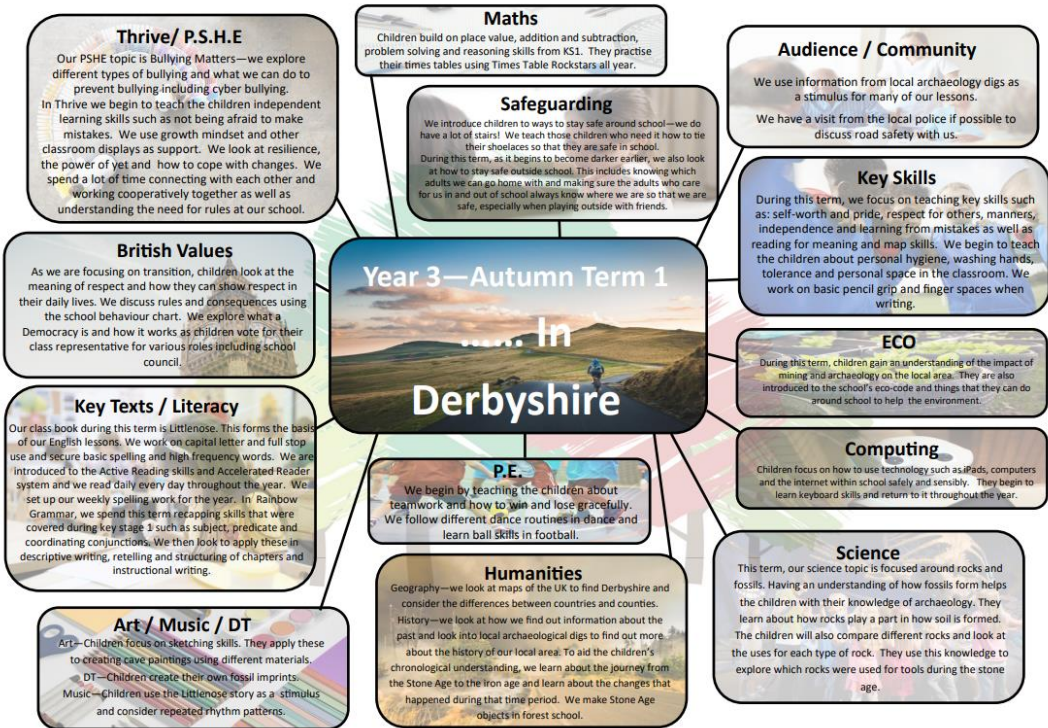 Thrive/ P.S.H.E
Our PSHE topic is Bullying Matters—we explore
different types of bullying and what we can do to
prevent bullying including cyber bullying.
In Thrive we begin to teach the children independent
learning skills such as not being afraid to make
mistakes. We use growth mindset and other
classroom displays as support. We look at resilience,
the power of yet and how to cope with changes. We
spend a lot of time connecting with each other and
working cooperatively together as well as
understanding the need for rules at our school.
Maths
Children build on place value, addition and subtraction,
problem solving and reasoning skills from KS1. They practise
their times tables using Times Table Rockstars all year.
Safeguarding
We introduce children to ways to stay safe around school—we do
have a lot of stairs! We teach those children who need it how to tie
their shoelaces so that they are safe in school.
During this term, as it begins to become darker earlier, we also look
at how to stay safe outside school. This includes knowing which
adults we can go home with and making sure the adults who care
for us in and out of school always know where we are so that we are
safe, especially when playing outside with friends.
Audience / Community
We use information from local archaeology digs as
a stimulus for many of our lessons.
We have a visit from the local police if possible to
discuss road safety with us.
Key Skills
During this term, we focus on teaching key skills such
as: self-worth and pride, respect for others, manners,
independence and learning from mistakes as well as
reading for meaning and map skills. We begin to teach
the children about personal hygiene, washing hands,
tolerance and personal space in the classroom. We
work on basic pencil grip and finger spaces when
writing.
British Values
As we are focusing on transition, children look at the
meaning of respect and how they can show respect in
their daily lives. We discuss rules and consequences using
the school behaviour chart. We explore what a
Democracy is and how it works as children vote for their
class representative for various roles including school
council.
Year 3—Autumn Term 1
...... In
Derbyshire
ECO
During this term, children gain an understanding of the impact of
mining and archaeology on the local area. They are also
introduced to the school's eco-code and things that they can do
around school to help the environment.
Key Texts / Literacy
Our class book during this term is Littlenose. This forms the basis
of our English lessons. We work on capital letter and full stop
use and secure basic spelling and high frequency words. We are
introduced to the Active Reading skills and Accelerated Reader
system and we read daily every day throughout the year. We
set up our weekly spelling work for the year. In Rainbow
Grammar, we spend this term recapping skills that were
covered during key stage 1 such as subject, predicate and
coordinating conjunctions. We then look to apply these in
descriptive writing, retelling and structuring of chapters and
instructional writing.
Computing
Children focus on how to use technology such as iPads, computers
and the internet within school safely and sensibly. They begin to
learn keyboard skills and return to it throughout the year.
P.E.
We begin by teaching the children about
teamwork and how to win and lose gracefully.
We follow different dance routines in dance and
learn ball skills in football.
Science
This term, our science topic is focused around rocks and
fossils. Having an understanding of how fossils form helps
the children with their knowledge of archaeology. They
learn about how rocks play a part in how soil is formed.
The children will also compare different rocks and look at
the uses for each type of rock. They use this knowledge to
explore which rocks were used for tools during the stone
age.
Humanities
Geography—we look at maps of the UK to find Derbyshire and
consider the differences between countries and counties.
History—we look at how we find out information about the
past and look into local archaeological digs to find out more
about the history of our local area. To aid the children's
chronological understanding, we learn about the journey from
the Stone Age to the iron age and learn about the changes that
happened during that time period. We make Stone Age
objects in forest school.
Art / Music / DT
Art—Children focus on sketching skills. They apply these
to creating cave paintings using different materials.
DT—Children create their own fossil imprints.
Music—Children use the Littlenose story as a stimulus
and consider repeated rhythm patterns.